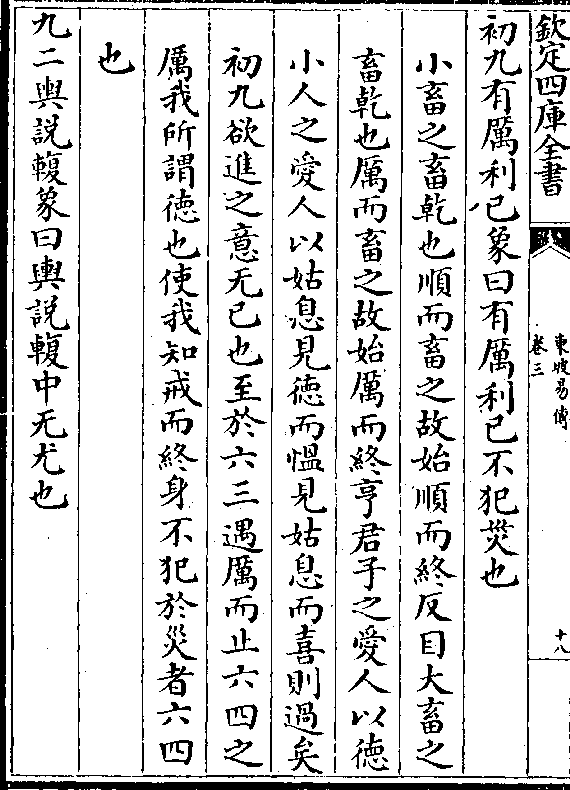 欽定四庫全書
東坡易傳
卷三
十八
初九有厲利已象曰有厲利已不犯災也
小畜之畜乾也順而畜之故始順而終反目大畜之
畜乾也厲而畜之故始厲而終亨君子之愛人以徳
小人之愛人以姑息見徳而愠見姑息而喜則過矣
初九欲進之意无已也至於六三遇厲而止六四之
厲我所謂徳也使我知戒而終身不犯於災者六四
也
九二輿説輹象曰輿説輹中无尤也